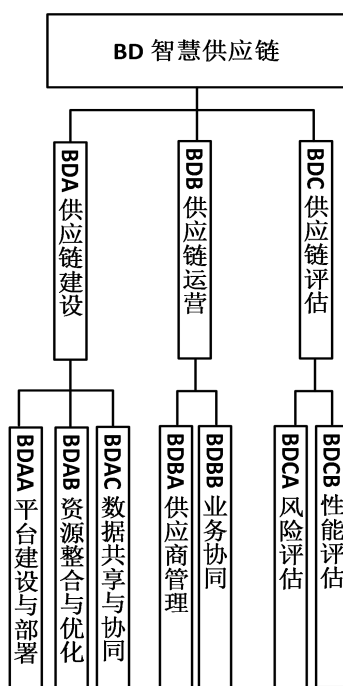 BD 智慧供应链
BDA 供应链建设
BDB 供应链运营
BDC 供应链评估
BDAA 平台建设与部署
BDAB 资源整合与优化
BDAC 数据共享与协同
BDBA 供应商管理
BDBB 业务协同
BDCA 风险评估
BDCB 性能评估